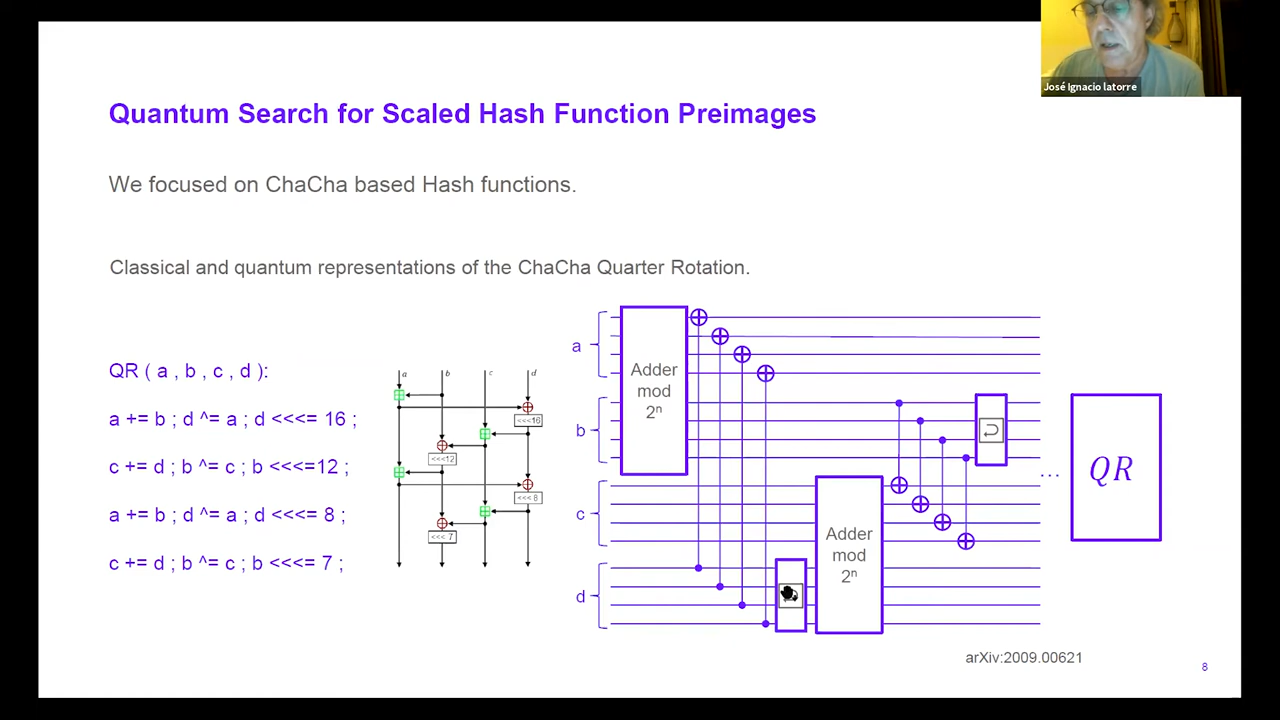 José Ignacio latorre
Quantum Search for Scaled Hash Function Preimages
We focused on ChaCha based Hash functions.
Classical and quantum representations of the ChaCha Quarter Rotation.
QR ( a , b , c , d ):
a += b ; d ^= a ; d <<<= 16 ;
c += d ; b ^= c ; b <<<=12 ;
a += b ; d ^= a ; d <<<= 8 ;
c += d ; b ^= c ; b <<<= 7 ;
a b c d
<<<16
<<<12
<<< 8
<<< 7
a
b
c
d
Adder
mod
2ⁿ
Adder
mod
2ⁿ
...
QR
arXiv:2009.00621
8